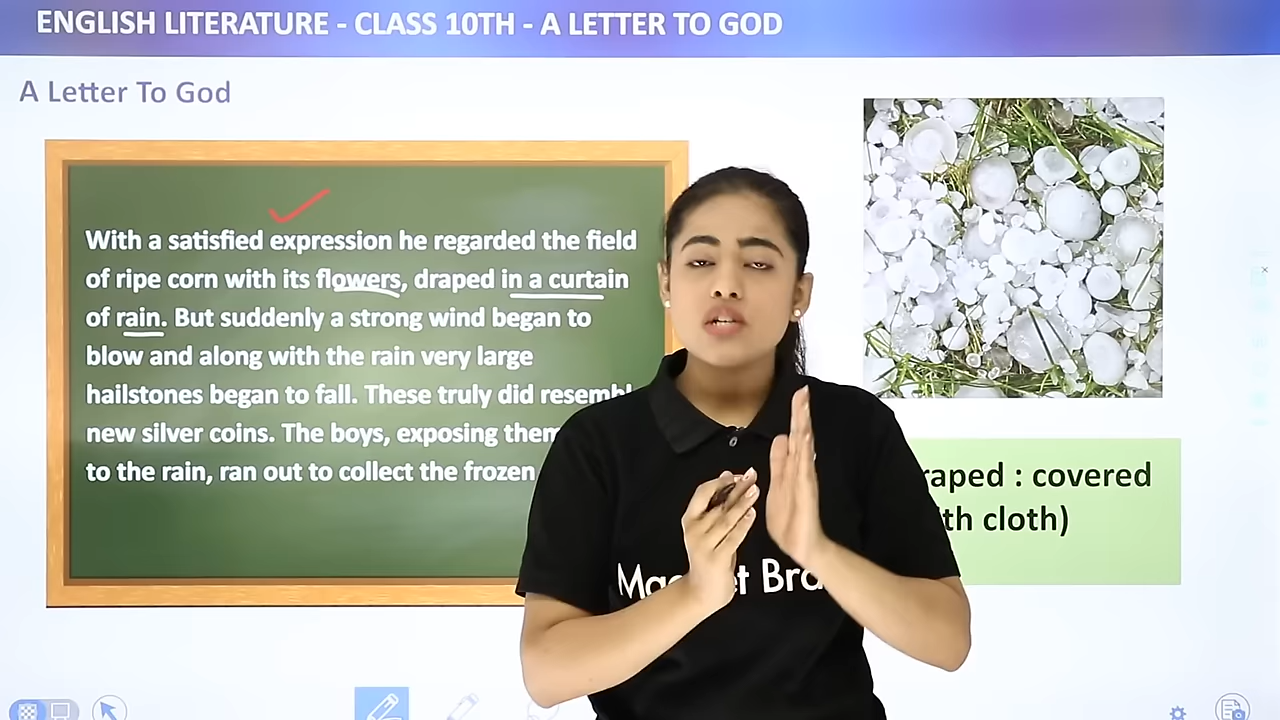 ENGLISH LITERATURE - CLASS 10TH - A LETTER TO GOD
A Letter To God
With a satisfied expression he regarded the field
of ripe corn with its flowers, draped in a curtain
of rain. But suddenly a strong wind began to
blow and along with the rain very large
hailstones began to fall. These truly did
new silver coins. The boys, exposing
to the rain, ran out to collect the frozen
: covered
cloth)